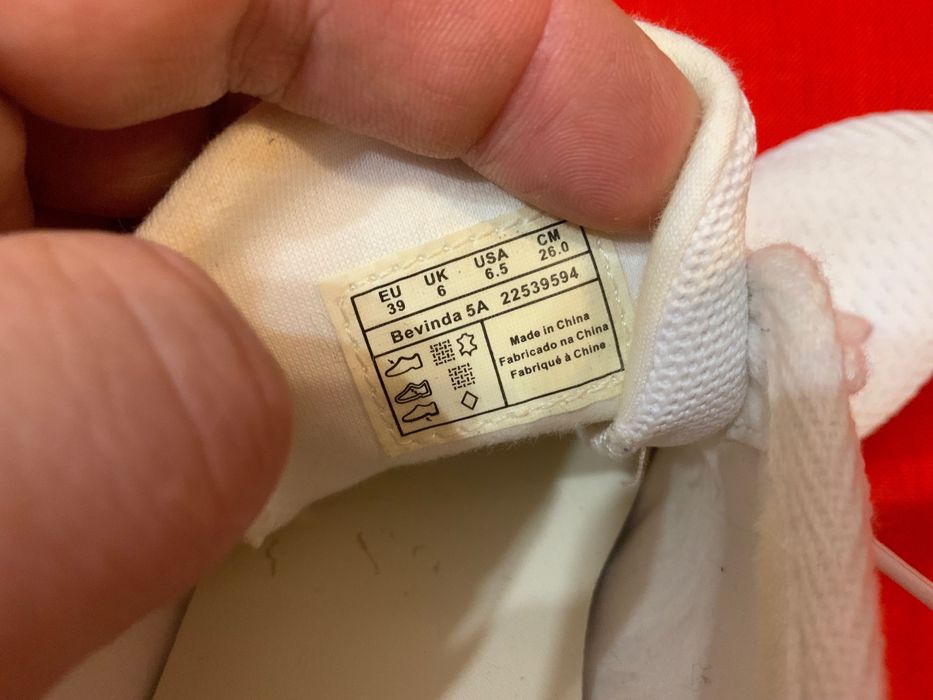 EU UK USA CM
39 6 6.5 26.0
Bevinda 5A 22539594
Made in China
Fabricado na China
Fabriqué à Chine